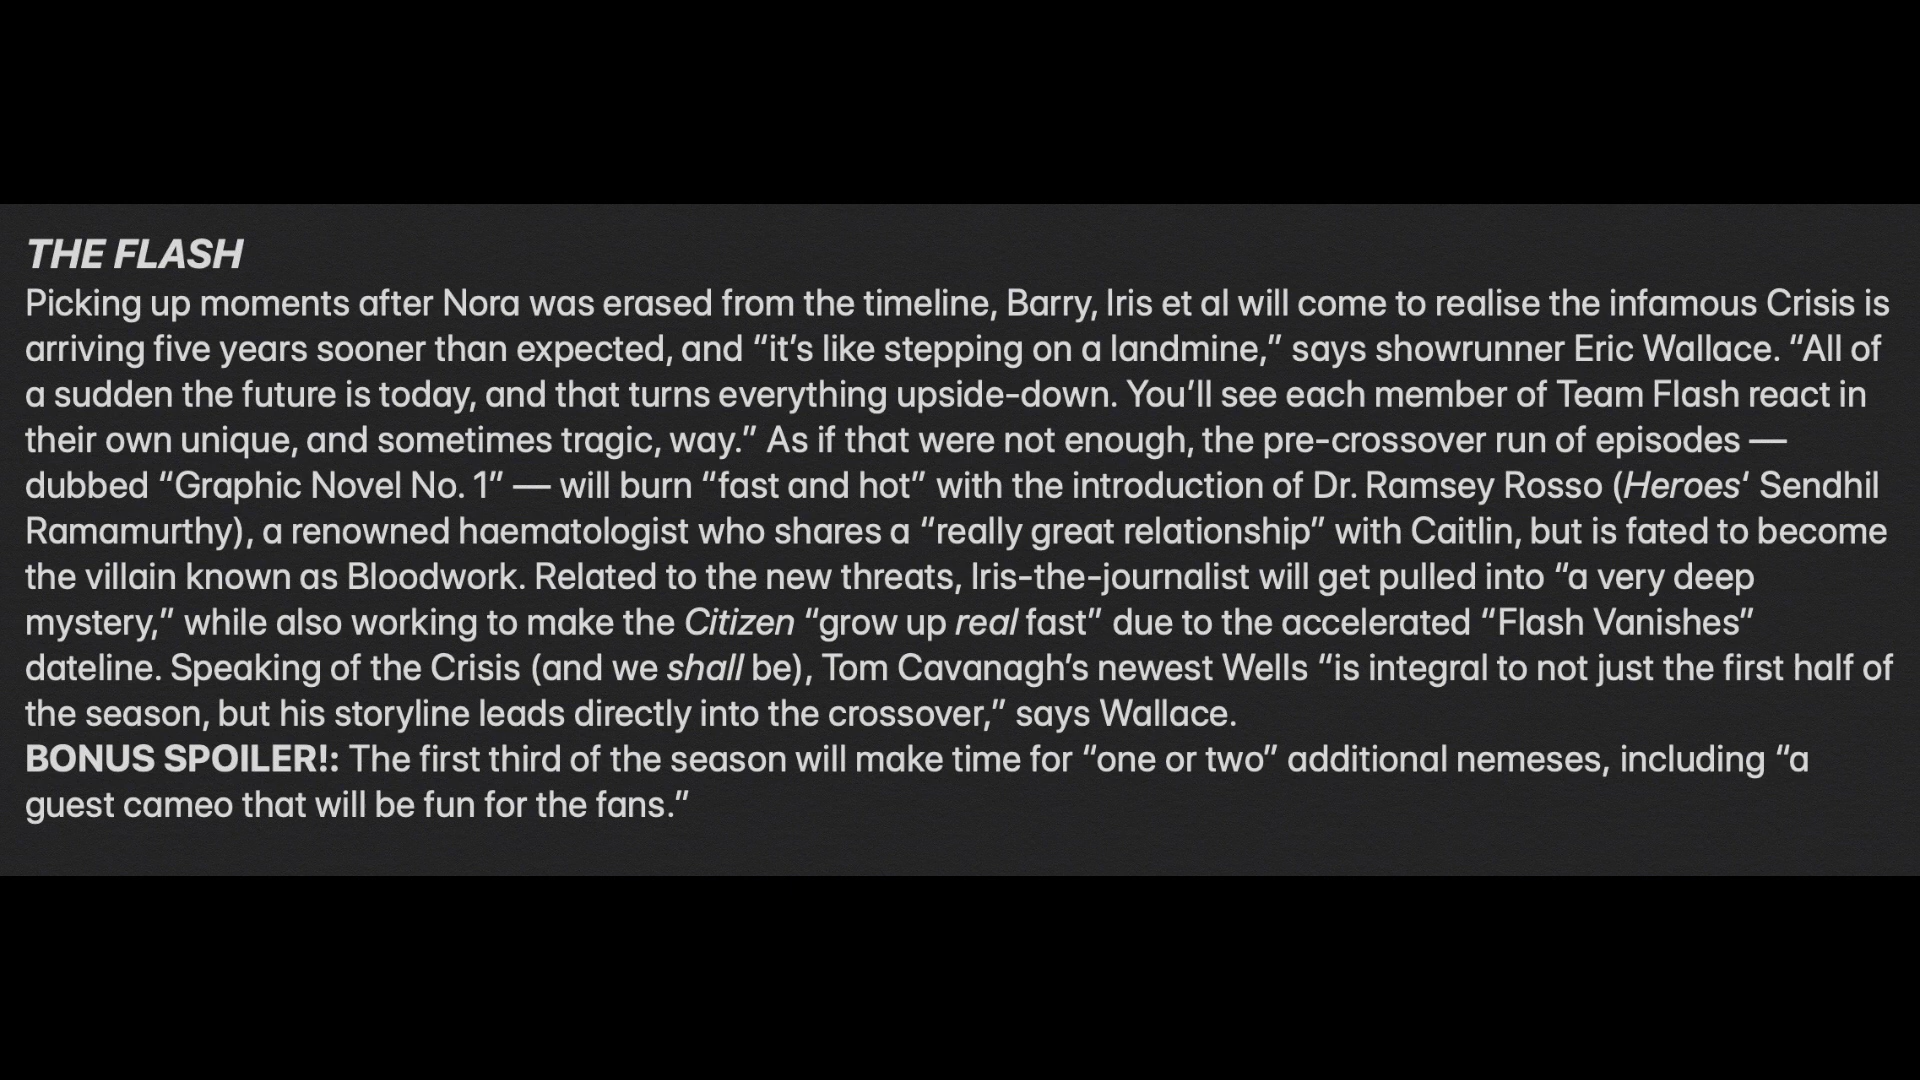 THE FLASH
Picking up moments after Nora was erased from the timeline, Barry, Iris et al will come to realise the infamous Crisis is
arriving five years sooner than expected, and “it’s like stepping on a landmine,” says showrunner Eric Wallace. “All of
a sudden the future is today, and that turns everything upside-down. You’ll see each member of Team Flash react in
their own unique, and sometimes tragic, way.” As if that were not enough, the pre-crossover run of episodes —
dubbed “Graphic Novel No. 1” — will burn “fast and hot” with the introduction of Dr. Ramsey Rosso (Heroes‘ Sendhil
Ramamurthy), a renowned haematologist who shares a “really great relationship” with Caitlin, but is fated to become
the villain known as Bloodwork. Related to the new threats, Iris-the-journalist will get pulled into “a very deep
mystery,” while also working to make the Citizen “grow up real fast” due to the accelerated “Flash Vanishes”
dateline. Speaking of the Crisis (and we shall be), Tom Cavanagh’s newest Wells “is integral to not just the first half of
the season, but his storyline leads directly into the crossover,” says Wallace.
BONUS SPOILER!: The first third of the season will make time for “one or two” additional nemeses, including “a
guest cameo that will be fun for the fans.”